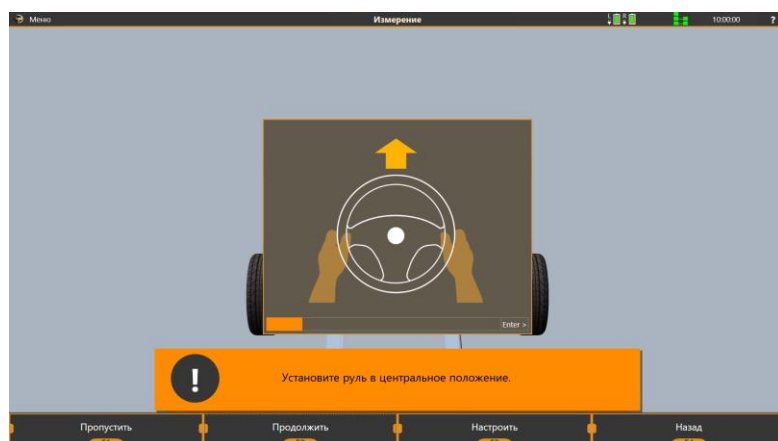 Меню
Измерение
L R
10:00:00
?
Enter >
!
Установите руль в центральное положение.
Пропустить
Продолжить
Настроить
Назад